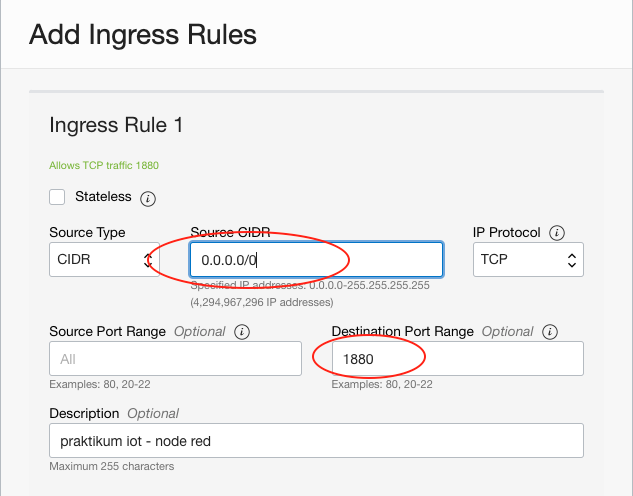 Add Ingress Rules
Ingress Rule 1
Allows TCP traffic 1880
Stateless
Source Type Source CIDR IP Protocol
CIDR 0.0.0.0/0 TCP
Specified IP addresses: 0.0.0.0-255.255.255.255
(4,294,967,296 IP addresses)
Source Port Range Optional Destination Port Range Optional
All 1880
Examples: 80, 20-22 Examples: 80, 20-22
Description Optional
praktikum iot - node red
Maximum 255 characters